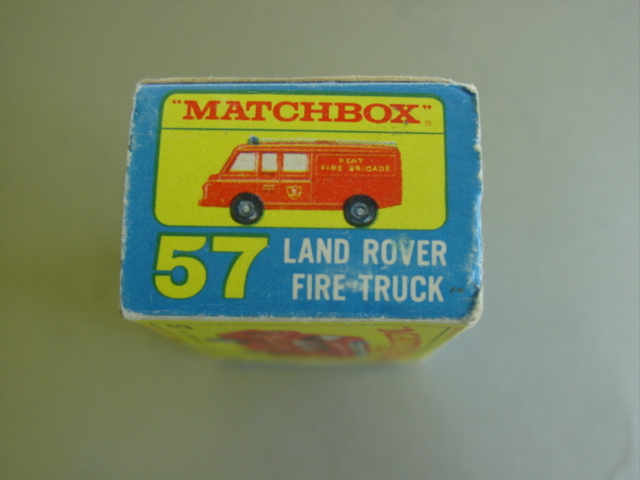 "MATCHBOX"
KENT
FIRE BRIGADE
57 LAND ROVER
FIRE TRUCK